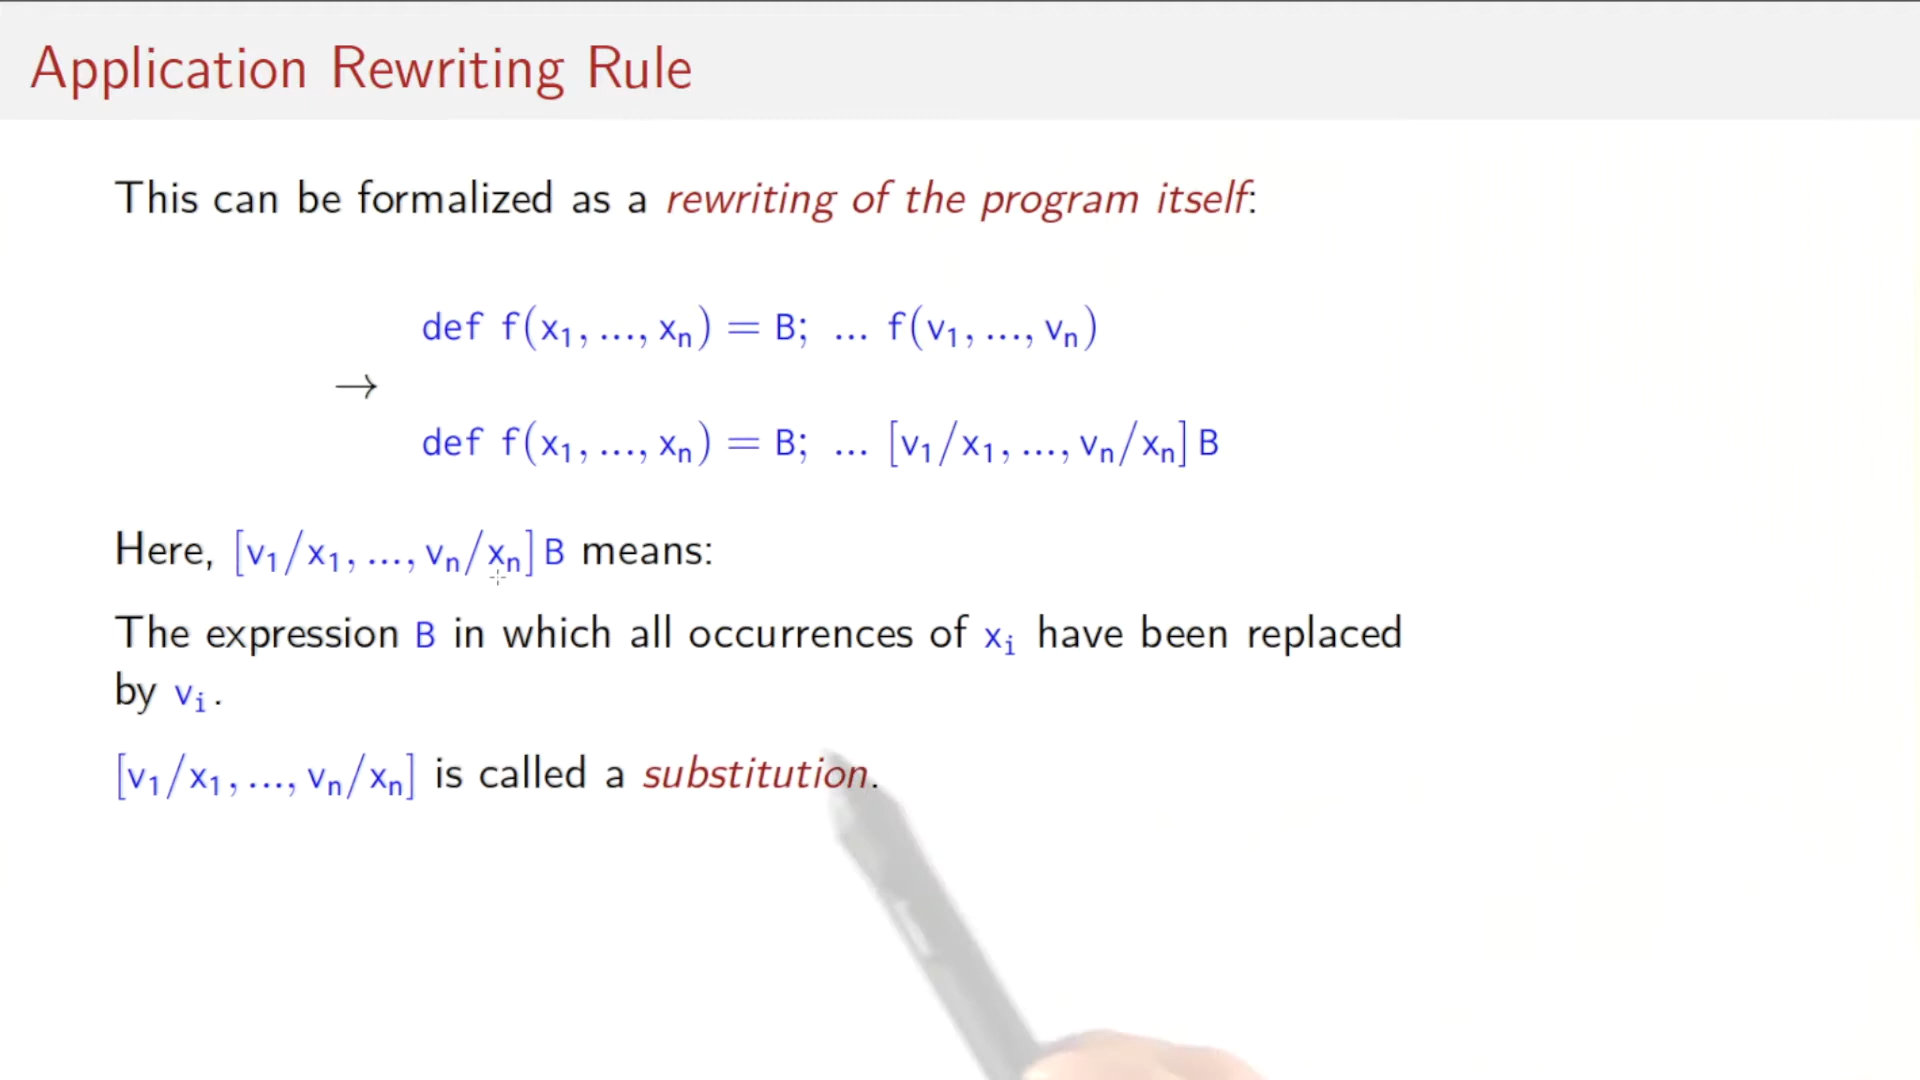 Application Rewriting Rule
This can be formalized as a rewriting of the program itself:
def f(x₁, ..., xₙ) = B; ... f(v₁, ..., vₙ)
→
def f(x₁, ..., xₙ) = B; ... [v₁/x₁, ..., vₙ/xₙ] B
Here, [v₁/x₁, ..., vₙ/xₙ] B means:
The expression B in which all occurrences of xᵢ have been replaced
by vᵢ.
[v₁/x₁, ..., vₙ/xₙ] is called a substitution.